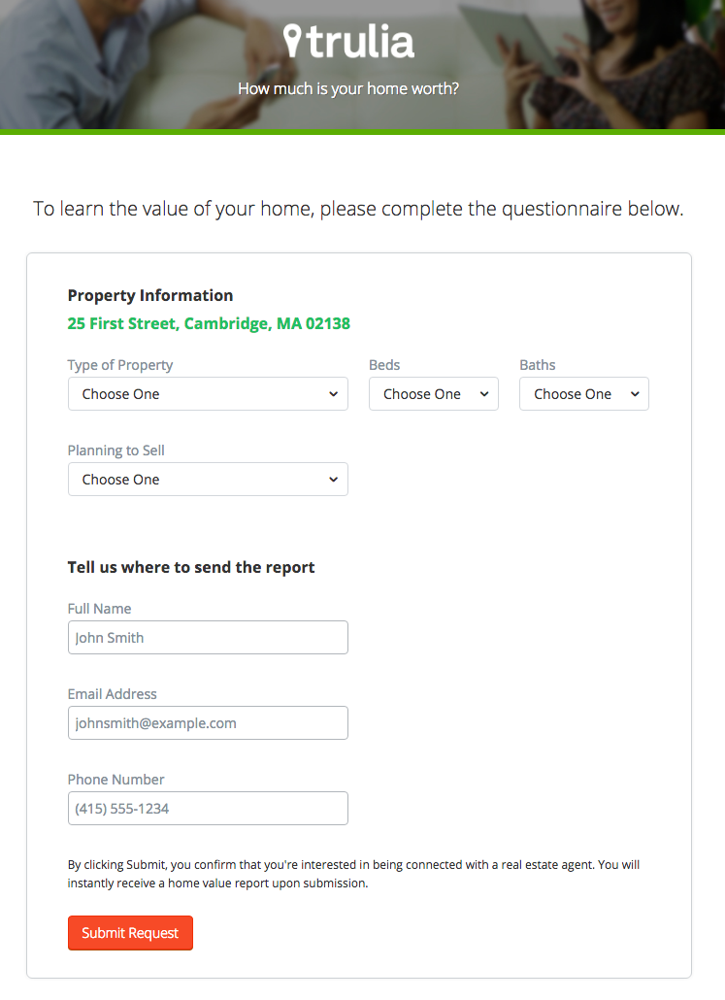 trulia
How much is your home worth?
To learn the value of your home, please complete the questionnaire below.
Property Information
25 First Street, Cambridge, MA 02138
Type of Property
Beds
Baths
Choose One
Choose One
Choose One
Planning to Sell
Choose One
Tell us where to send the report
Full Name
John Smith
Email Address
johnsmith@example.com
Phone Number
(415) 555-1234
By clicking Submit, you confirm that you're interested in being connected with a real estate agent. You will
instantly receive a home value report upon submission.
Submit Request